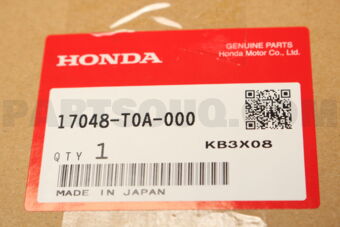 HONDA
GENUINE PARTS
Honda Motor Co., Ltd.
17048-T0A-000
QTY 1
KB3X08
MADE IN JAPAN
PARTSOUQ.COM